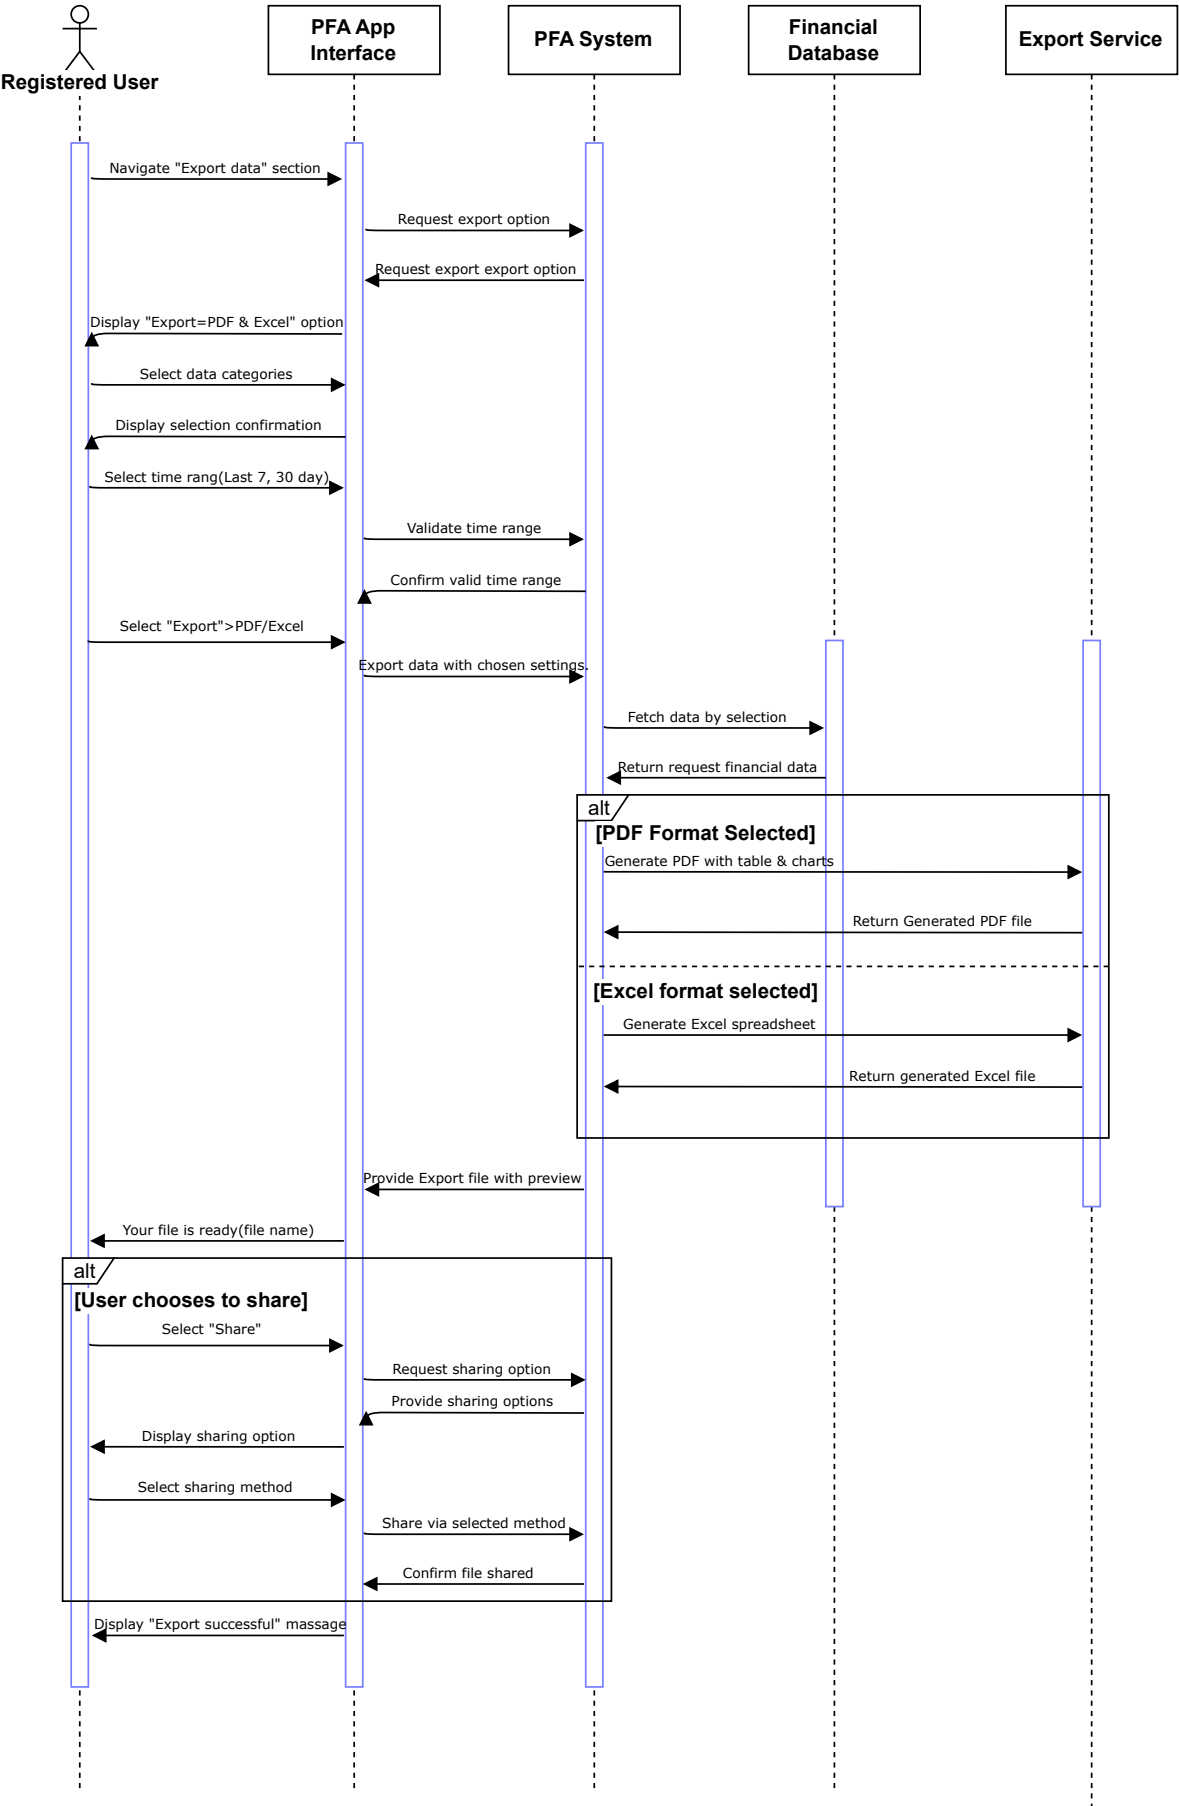 Registered User
PFA App
Interface
PFA System
Financial
Database
Export Service
Navigate "Export data" section
Request export option
Request export export option
Display "Export=PDF & Excel" option
Select data categories
Display selection confirmation
Select time rang(Last 7, 30 day)
Validate time range
Confirm valid time range
Select "Export">PDF/Excel
Export data with chosen settings.
Fetch data by selection
Return request financial data
alt
[PDF Format Selected]
Generate PDF with table & charts
Return Generated PDF file
[Excel format selected]
Generate Excel spreadsheet
Return generated Excel file
Provide Export file with preview
Your file is ready(file name)
alt
[User chooses to share]
Select "Share"
Request sharing option
Provide sharing options
Display sharing option
Select sharing method
Share via selected method
Confirm file shared
Display "Export successful" massage